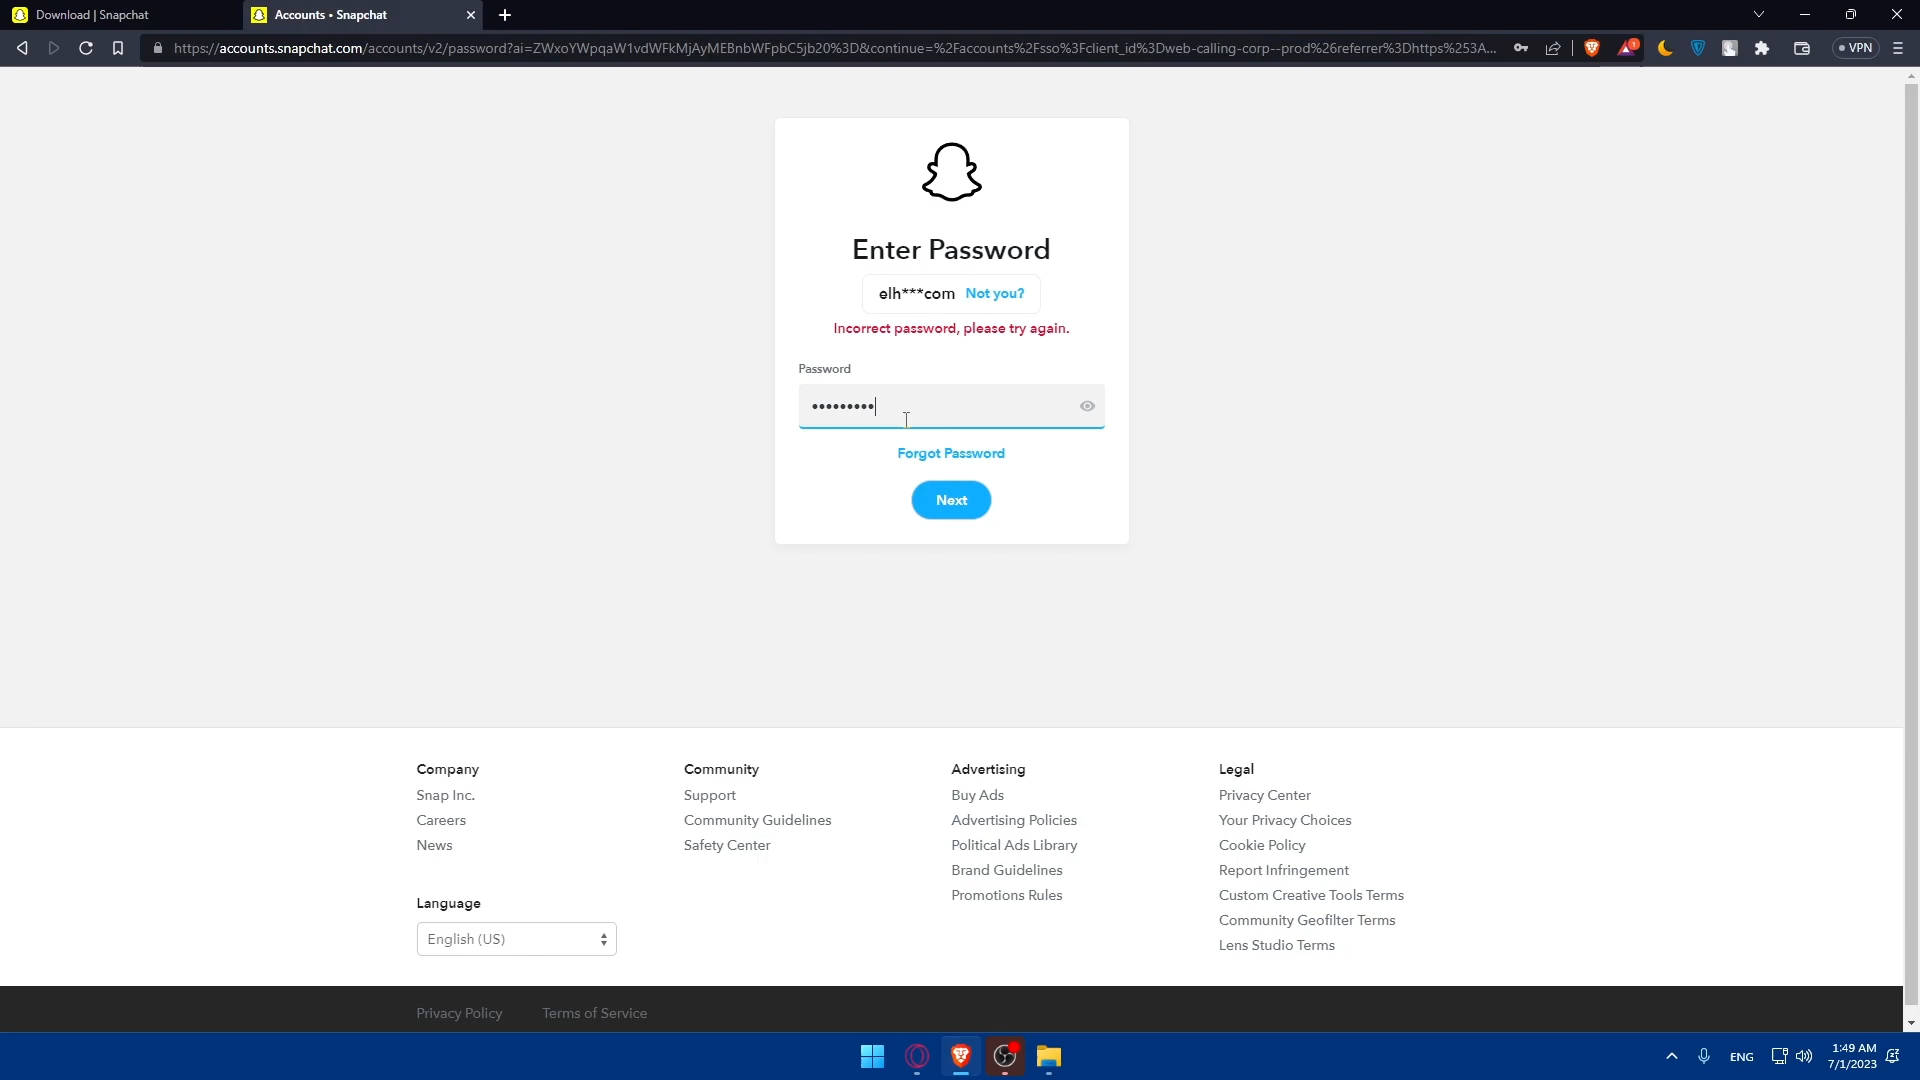 Download | Snapchat
Accounts • Snapchat
https://accounts.snapchat.com/accounts/v2/password?ai=ZWxoYWpqaW1vdWFkMjAyMEBnbWFpbC5jb20%3D&continue=%2Faccounts%2Fsso%3Fclient_id%3Dweb-calling-corp--prod%26referrer%3Dhttps%253A...
1
VPN
Enter Password
elh***com Not you?
Incorrect password, please try again.
Password
•••••••••
Forgot Password
Next
Company
Snap Inc.
Careers
News
Language
English (US)
Community
Support
Community Guidelines
Safety Center
Advertising
Buy Ads
Advertising Policies
Political Ads Library
Brand Guidelines
Promotions Rules
Legal
Privacy Center
Your Privacy Choices
Cookie Policy
Report Infringement
Custom Creative Tools Terms
Community Geofilter Terms
Lens Studio Terms
Privacy Policy
Terms of Service
ENG
1:49 AM
7/1/2023